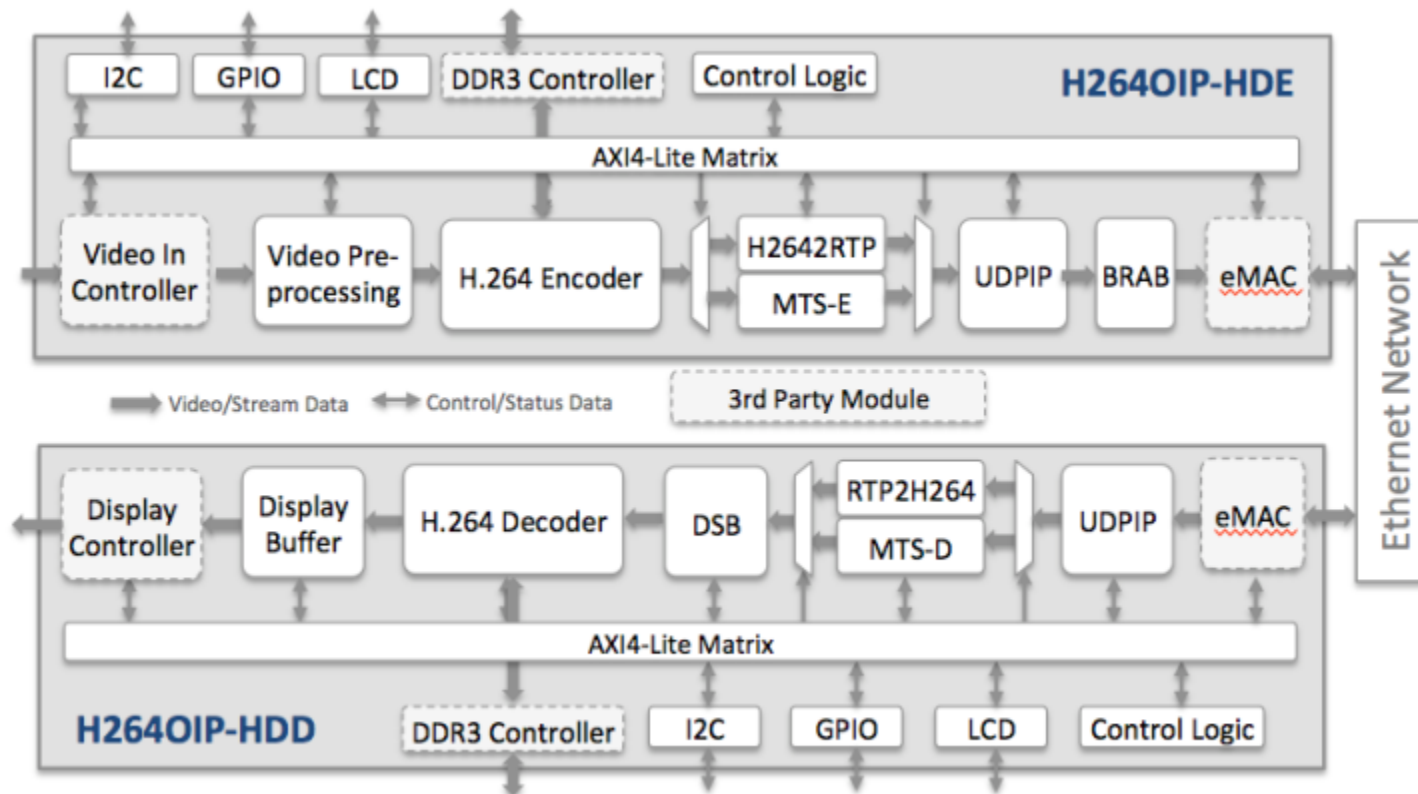 I2C
GPIO
LCD
DDR3 Controller
Control Logic
H264OIP-HDE
AXI4-Lite Matrix
Video In
Controller
Video Pre-
processing
H.264 Encoder
H2642RTP
MTS-E
UDPIP
BRAB
eMAC
Ethernet Network
Video/Stream Data
Control/Status Data
3rd Party Module
Display
Controller
Display
Buffer
H.264 Decoder
DSB
RTP2H264
MTS-D
UDPIP
eMAC
AXI4-Lite Matrix
H264OIP-HDD
DDR3 Controller
I2C
GPIO
LCD
Control Logic